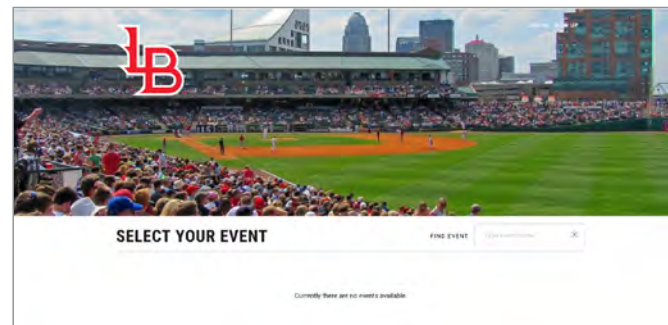 LB
SELECT YOUR EVENT
FIND EVENT
Currently there are no events available.